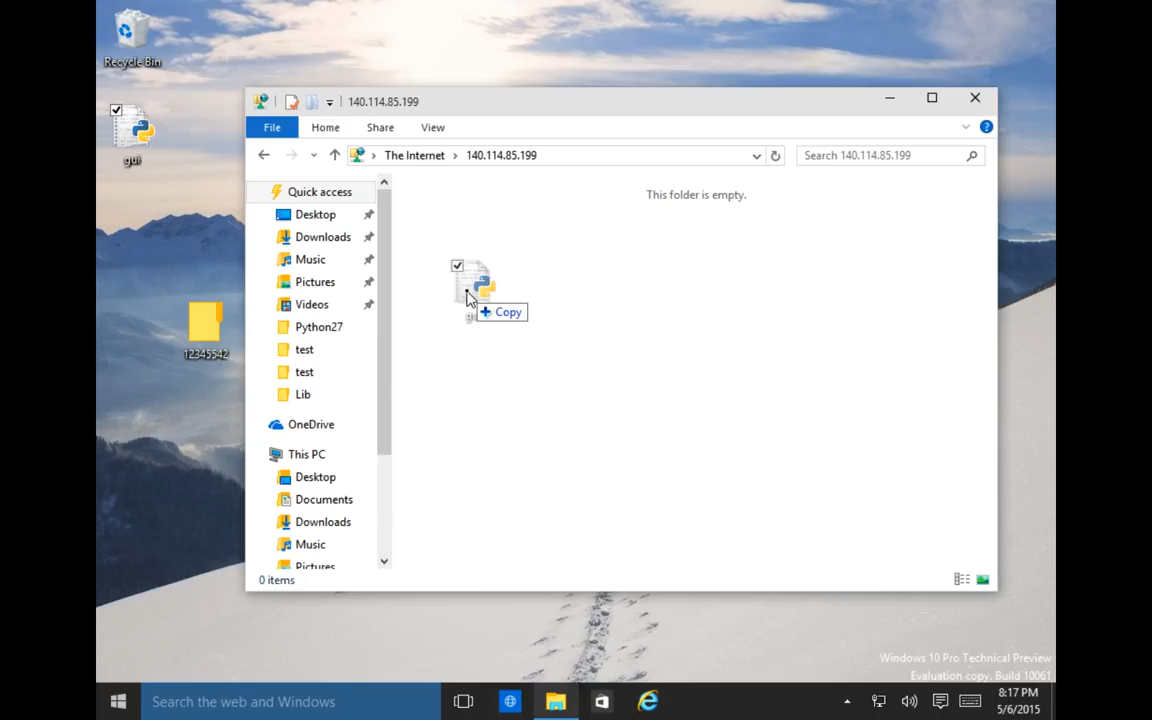 Recycle Bin
gui
12345542
140.114.85.199
File
Home
Share
View
The Internet
140.114.85.199
Search 140.114.85.199
Quick access
Desktop
Downloads
Music
Pictures
Videos
Python27
test
test
Lib
OneDrive
This PC
Desktop
Documents
Downloads
Music
Pictures
This folder is empty.
Copy
0 items
Windows 10 Pro Technical Preview
Evaluation copy. Build 10061
Search the web and Windows
8:17 PM
5/6/2015